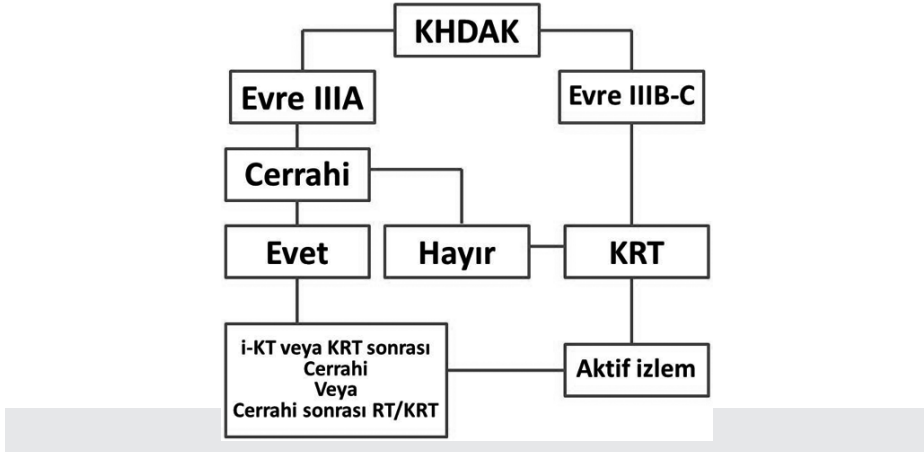 KHDAK
Evre IIIA
Evre IIIB-C
Cerrahi
Evet
Hayır
KRT
i-KT veya KRT sonrası
Cerrahi
Veya
Cerrahi sonrası RT/KRT
Aktif izlem